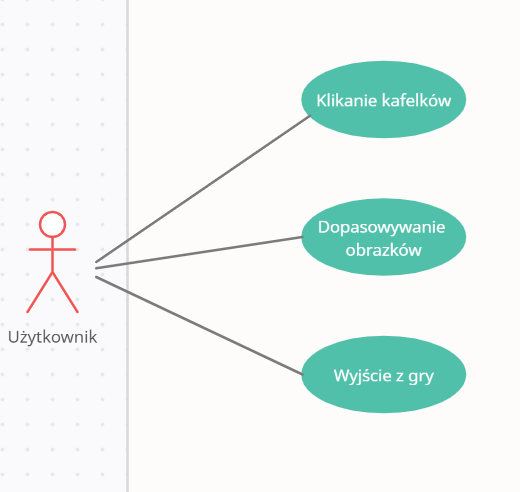 Klikanie kafelków
Dopasowywanie
obrazków
Użytkownik
Wyjście z gry